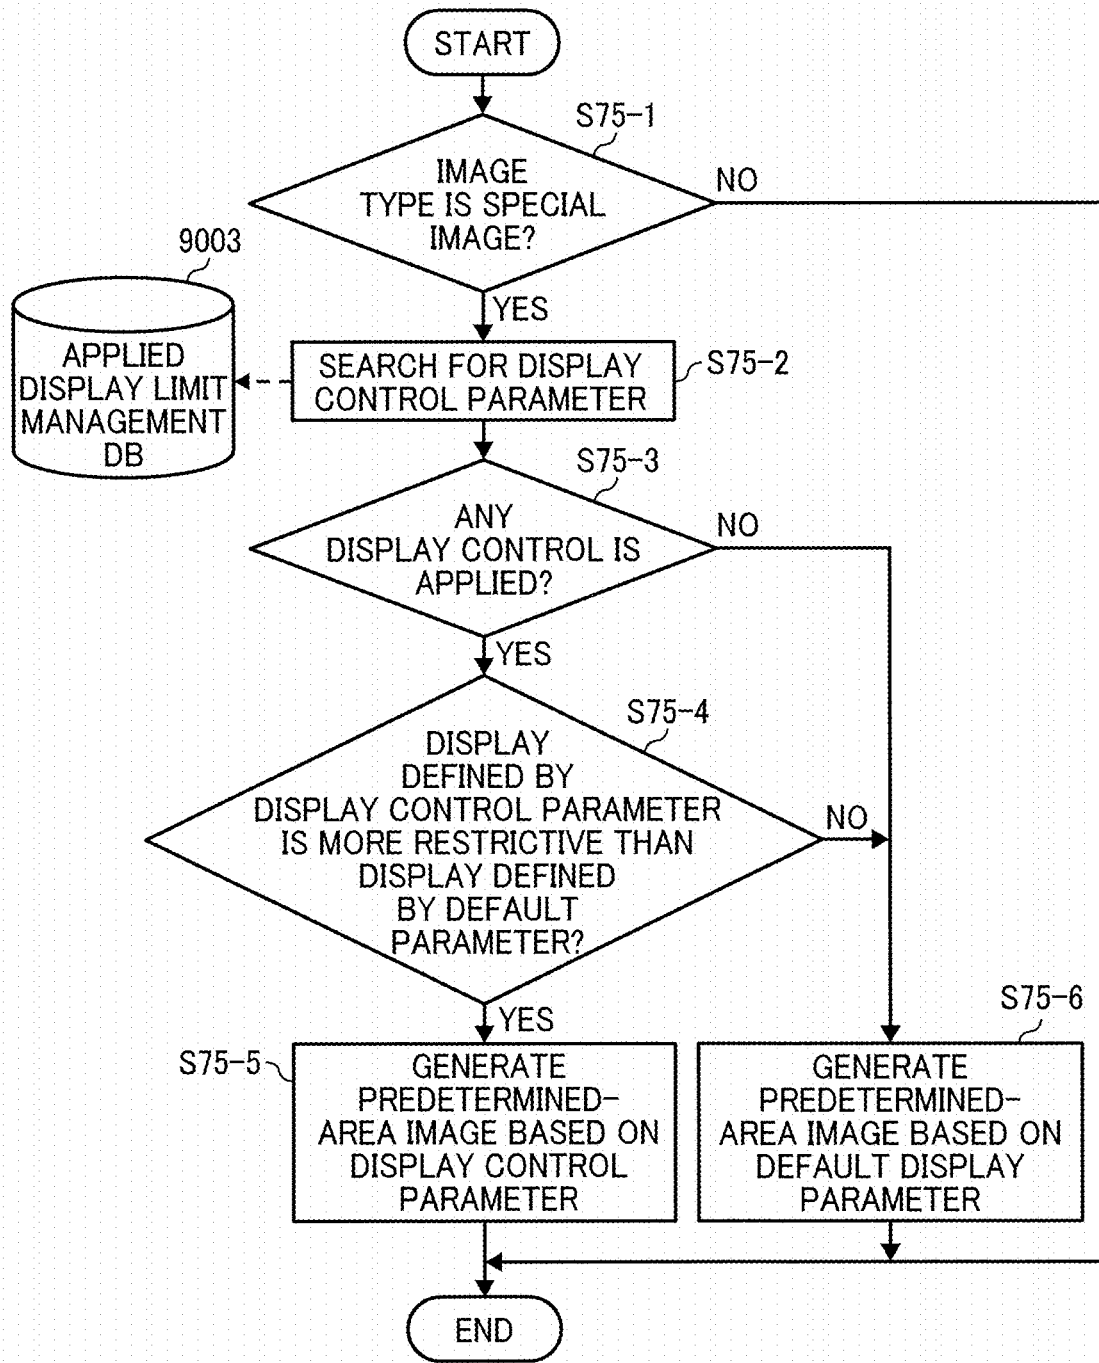 START
S75-1
IMAGE
TYPE IS SPECIAL
IMAGE?
NO
9003
YES
APPLIED
DISPLAY LIMIT
MANAGEMENT
DB
SEARCH FOR DISPLAY
CONTROL PARAMETER
S75-2
S75-3
ANY
DISPLAY CONTROL IS
APPLIED?
NO
YES
S75-4
DISPLAY
DEFINED BY
DISPLAY CONTROL PARAMETER
IS MORE RESTRICTIVE THAN
DISPLAY DEFINED
BY DEFAULT
PARAMETER?
NO
YES
S75-5
GENERATE
PREDETERMINED-
AREA IMAGE BASED ON
DISPLAY CONTROL
PARAMETER
S75-6
GENERATE
PREDETERMINED-
AREA IMAGE BASED ON
DEFAULT DISPLAY
PARAMETER
END